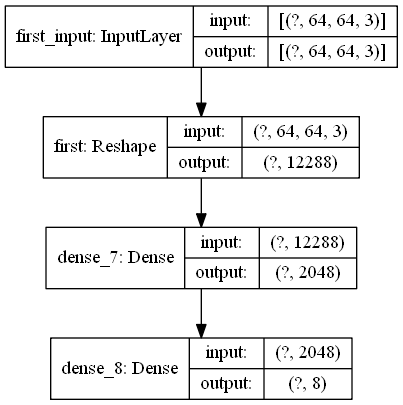 first_input: InputLayer
input: [(?, 64, 64, 3)]
output: [(?, 64, 64, 3)]
first: Reshape
input: (?, 64, 64, 3)
output: (?, 12288)
dense_7: Dense
input: (?, 12288)
output: (?, 2048)
dense_8: Dense
input: (?, 2048)
output: (?, 8)